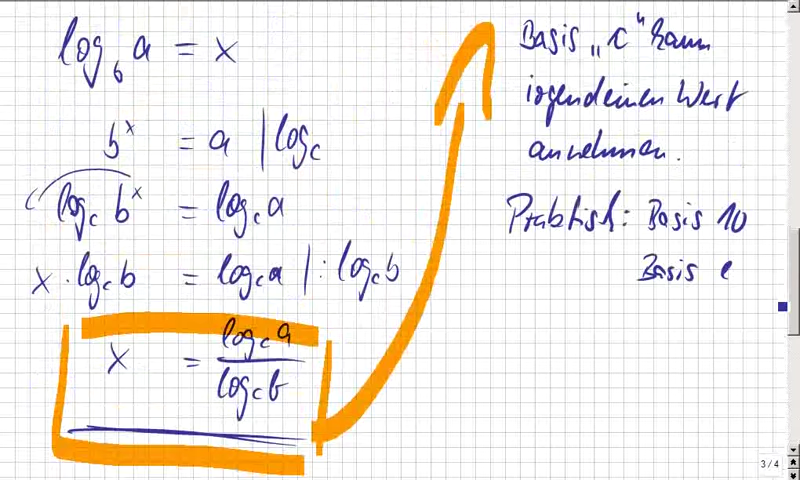 log_b a = x
b^x = a | log_c
log_c b^x = log_c a
x · log_c b = log_c a | : log_c b
x = log_c a / log_c b
Basis „c“ kann
irgendeinen Wert
annehmen.
Praktisch: Basis 10
Basis e
3 / 4